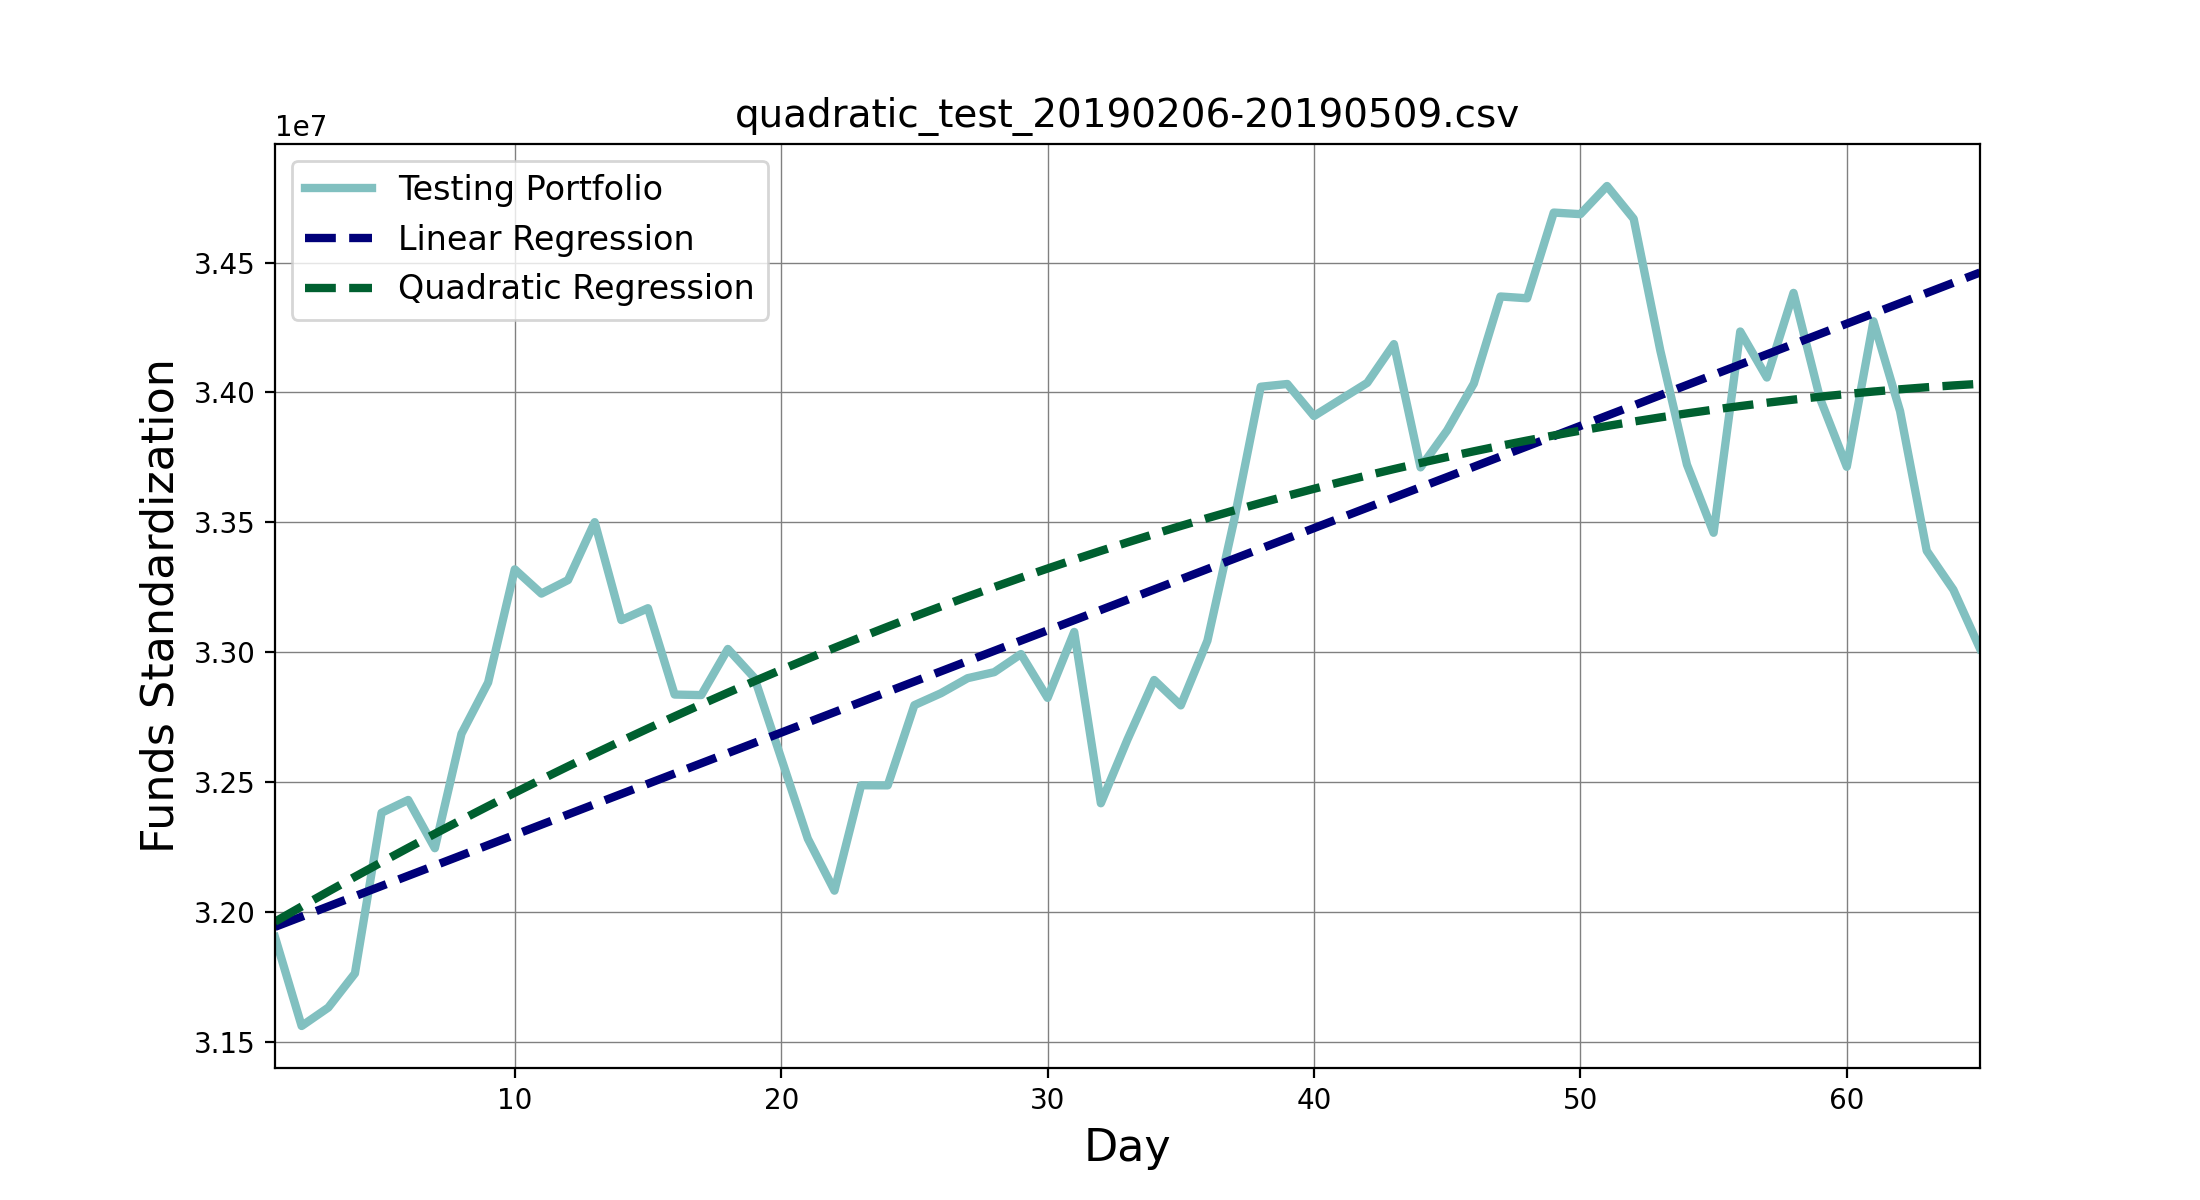 quadratic_test_20190206-20190509.csv
1e7
Testing Portfolio
Linear Regression
Quadratic Regression
3.45
3.40
3.35
3.30
3.25
3.20
3.15
Funds Standardization
10 20 30 40 50 60
Day